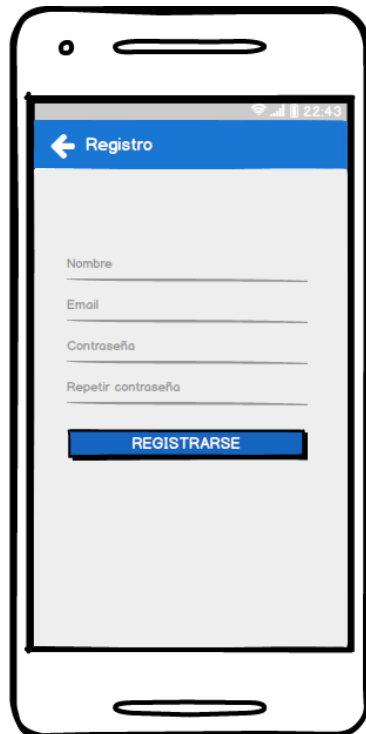 22:43
Registro
Nombre
Email
Contraseña
Repetir contraseña
REGISTRARSE